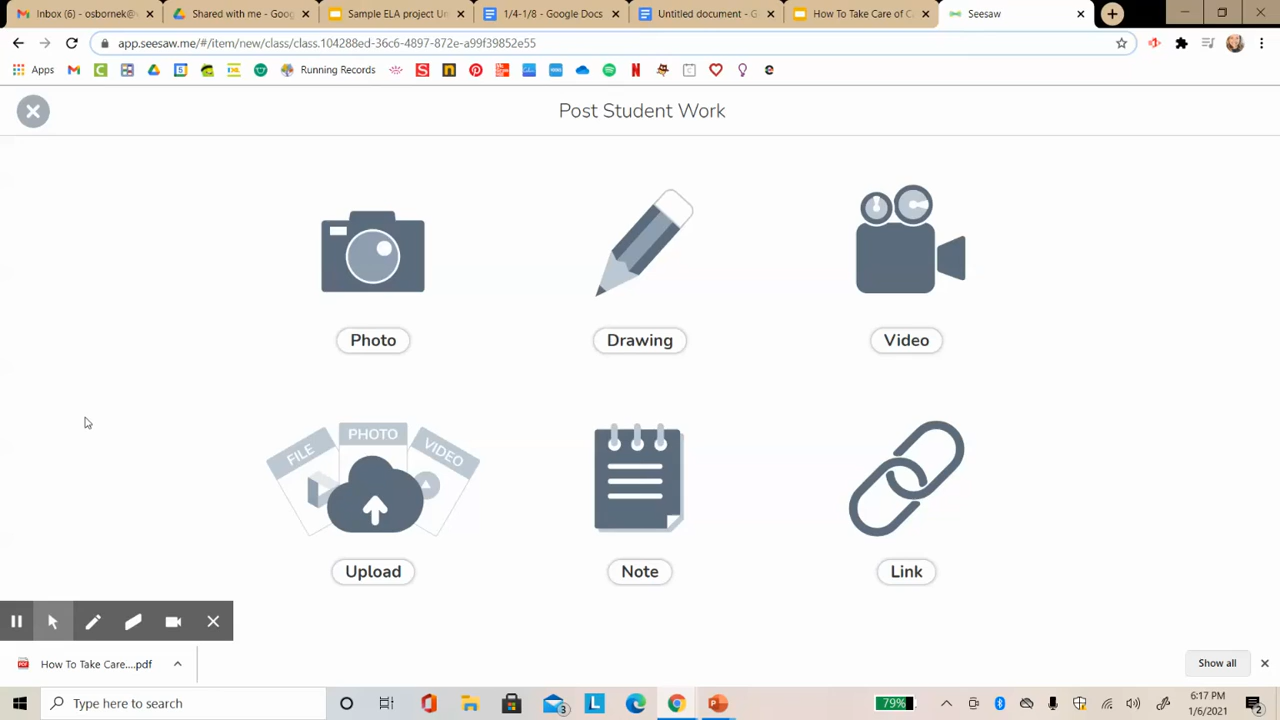 Inbox (6) - osbornek@
Shared with me - Goog
Sample ELA project Un
1/4-1/8 - Google Docs
Untitled document - G
How To Take Care of C
Seesaw
app.seesaw.me/#/item/new/class/class.104288ed-36c6-4897-872e-a99f39852e55
Apps
Running Records
Post Student Work
Photo
Drawing
Video
FILE
PHOTO
VIDEO
Upload
Note
Link
How To Take Care....pdf
Show all
Type here to search
3
79%
6:17 PM
1/6/2021
2